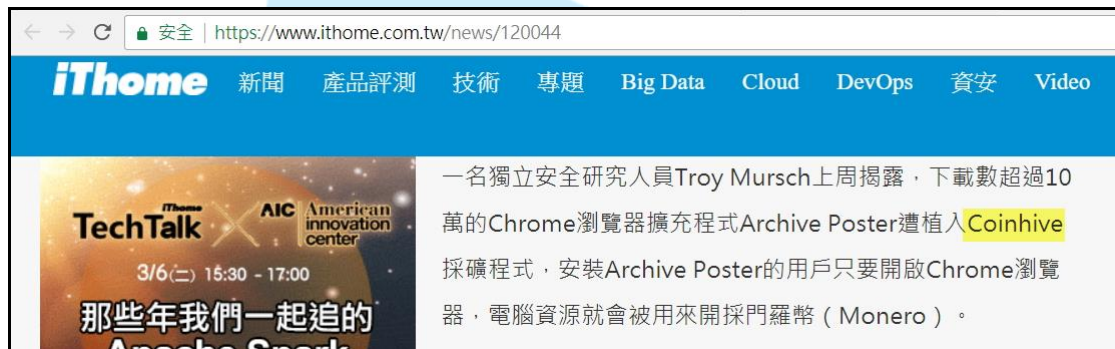 安全 | https://www.ithome.com.tw/news/120044
iThome 新聞 產品評測 技術 專題 Big Data Cloud DevOps 資安 Video
一名獨立安全研究人員Troy Mursch上周揭露,下載數超過10
萬的Chrome瀏覽器擴充程式Archive Poster遭植入Coinhive
採礦程式,安裝Archive Poster的用戶只要開啟Chrome瀏覽
器,電腦資源就會被用來開採門羅幣(Monero)。
iThome
TechTalk
AIC American
innovation
center
3/6(二) 15:30 - 17:00
那些年我們一起追的
Apache Spark